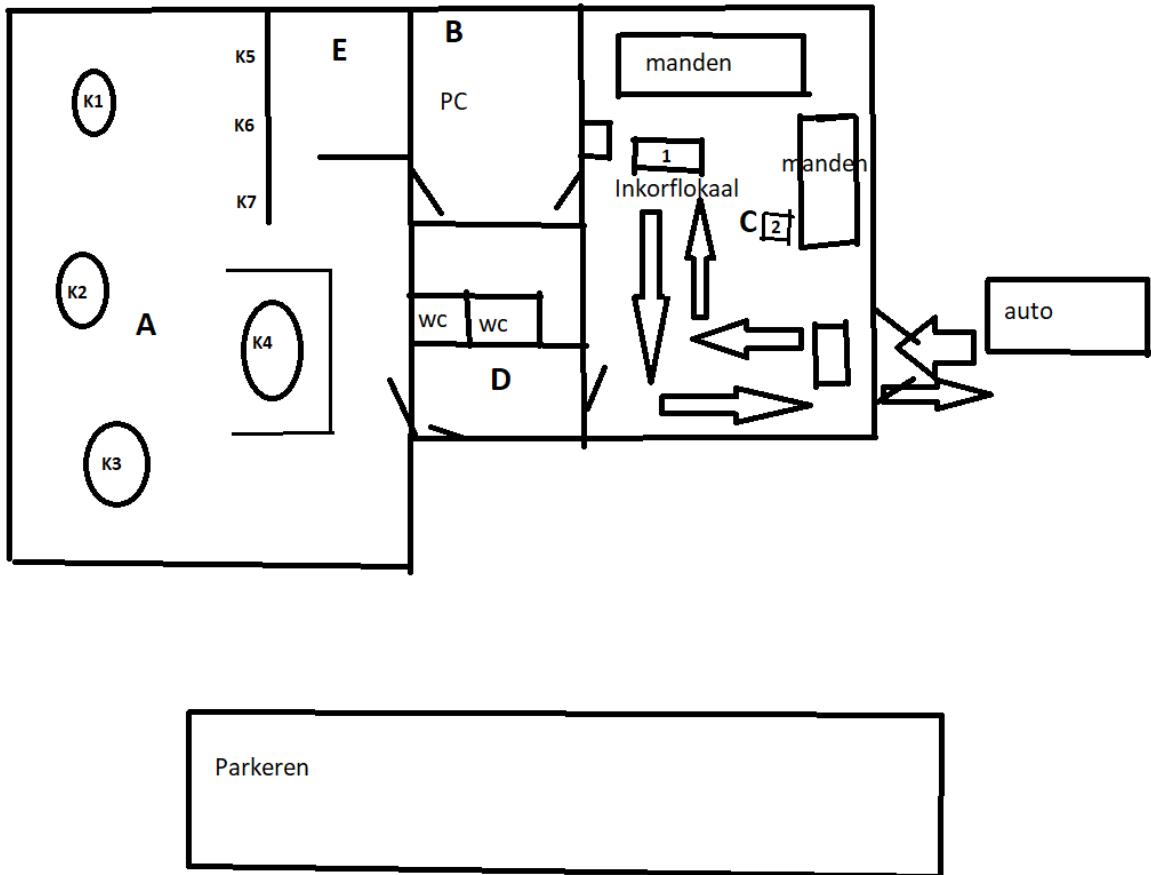 E
B
K5
manden
K1
PC
K6
1
manden
Inkorflokaal
K7
C
2
K2
A
wc
wc
auto
K4
D
K3
Parkeren